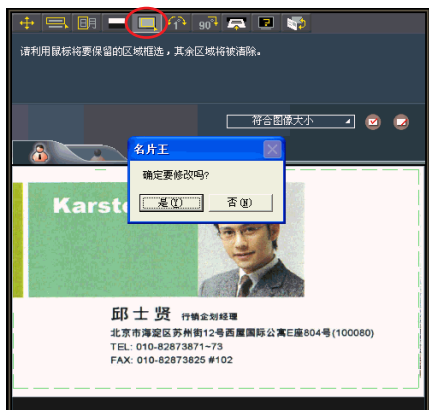 90°
请利用鼠标将要保留的区域框选，其余区域将被清除。
符合图像大小
名片王
确定要修改吗?
是(Y) 否(N)
Karst
邱士贤 行销企划经理
北京市海淀区苏州街12号西屋国际公寓E座804号(100080)
TEL: 010-82873871~73
FAX: 010-82873825 #102